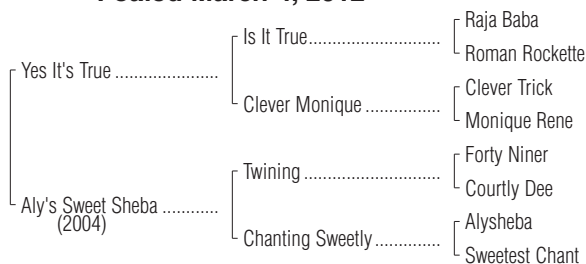 Foaled March 4, 2012
Raja Baba
Is It True
Roman Rockette
Yes It's True
Clever Trick
Clever Monique
Monique Rene
Forty Niner
Twining
Courtly Dee
Aly's Sweet Sheba
(2004)
Alysheba
Chanting Sweetly
Sweetest Chant